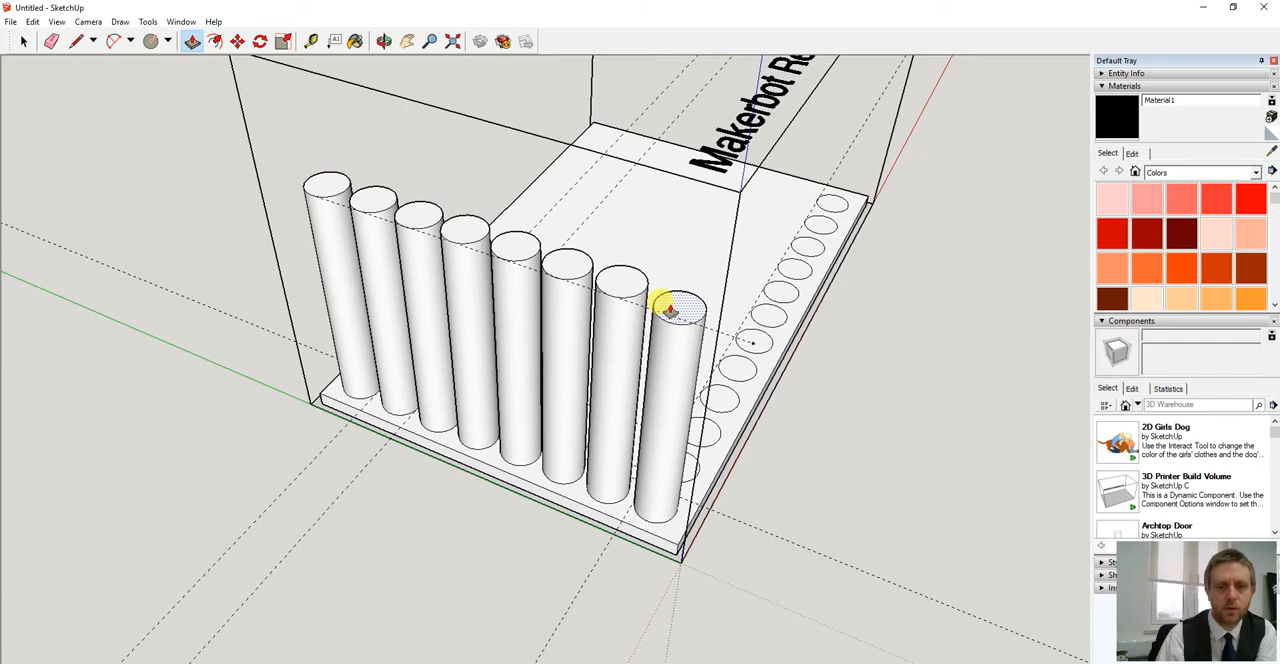 Untitled - SketchUp
File Edit View Camera Draw Tools Window Help
Default Tray
Entity Info
Materials
Material1
Select Edit
Colors
Components
Select Edit Statistics
3D Warehouse
2D Girls Dog
by SketchUp
Use the Interact Tool to change the
color of the girls' clothes and the dog'
3D Printer Build Volume
by SketchUp C
This is a Dynamic Component. Use the
Component Options window to set th
Archtop Door
by SketchUp
Makerbot Re